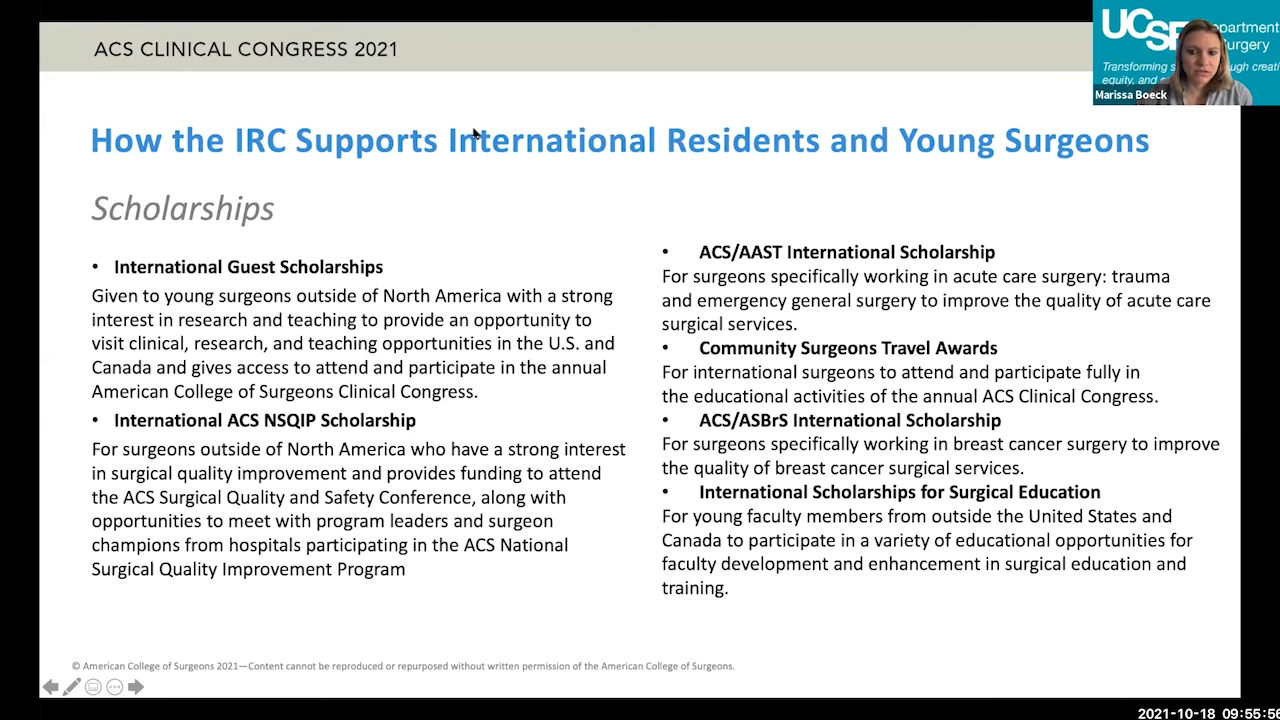 ACS CLINICAL CONGRESS 2021
UCSF
Department
Surgery
Transforming
equity, and
Marissa Boeck
How the IRC Supports International Residents and Young Surgeons
Scholarships
• International Guest Scholarships
Given to young surgeons outside of North America with a strong
interest in research and teaching to provide an opportunity to
visit clinical, research, and teaching opportunities in the U.S. and
Canada and gives access to attend and participate in the annual
American College of Surgeons Clinical Congress.
• International ACS NSQIP Scholarship
For surgeons outside of North America who have a strong interest
in surgical quality improvement and provides funding to attend
the ACS Surgical Quality and Safety Conference, along with
opportunities to meet with program leaders and surgeon
champions from hospitals participating in the ACS National
Surgical Quality Improvement Program
• ACS/AAST International Scholarship
For surgeons specifically working in acute care surgery: trauma
and emergency general surgery to improve the quality of acute care
surgical services.
• Community Surgeons Travel Awards
For international surgeons to attend and participate fully in
the educational activities of the annual ACS Clinical Congress.
• ACS/ASBrS International Scholarship
For surgeons specifically working in breast cancer surgery to improve
the quality of breast cancer surgical services.
• International Scholarships for Surgical Education
For young faculty members from outside the United States and
Canada to participate in a variety of educational opportunities for
faculty development and enhancement in surgical education and
training.
© American College of Surgeons 2021—Content cannot be reproduced or repurposed without written permission of the American College of Surgeons.
2021-10-18 09:55:56